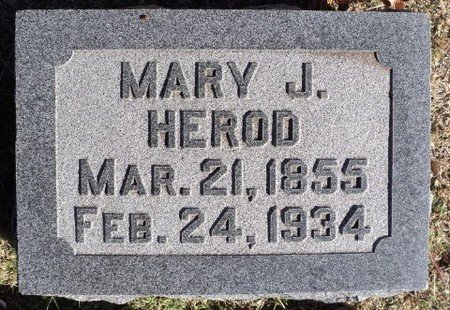 MARY J.
HEROD
MAR. 21, 1855
FEB. 24, 1934